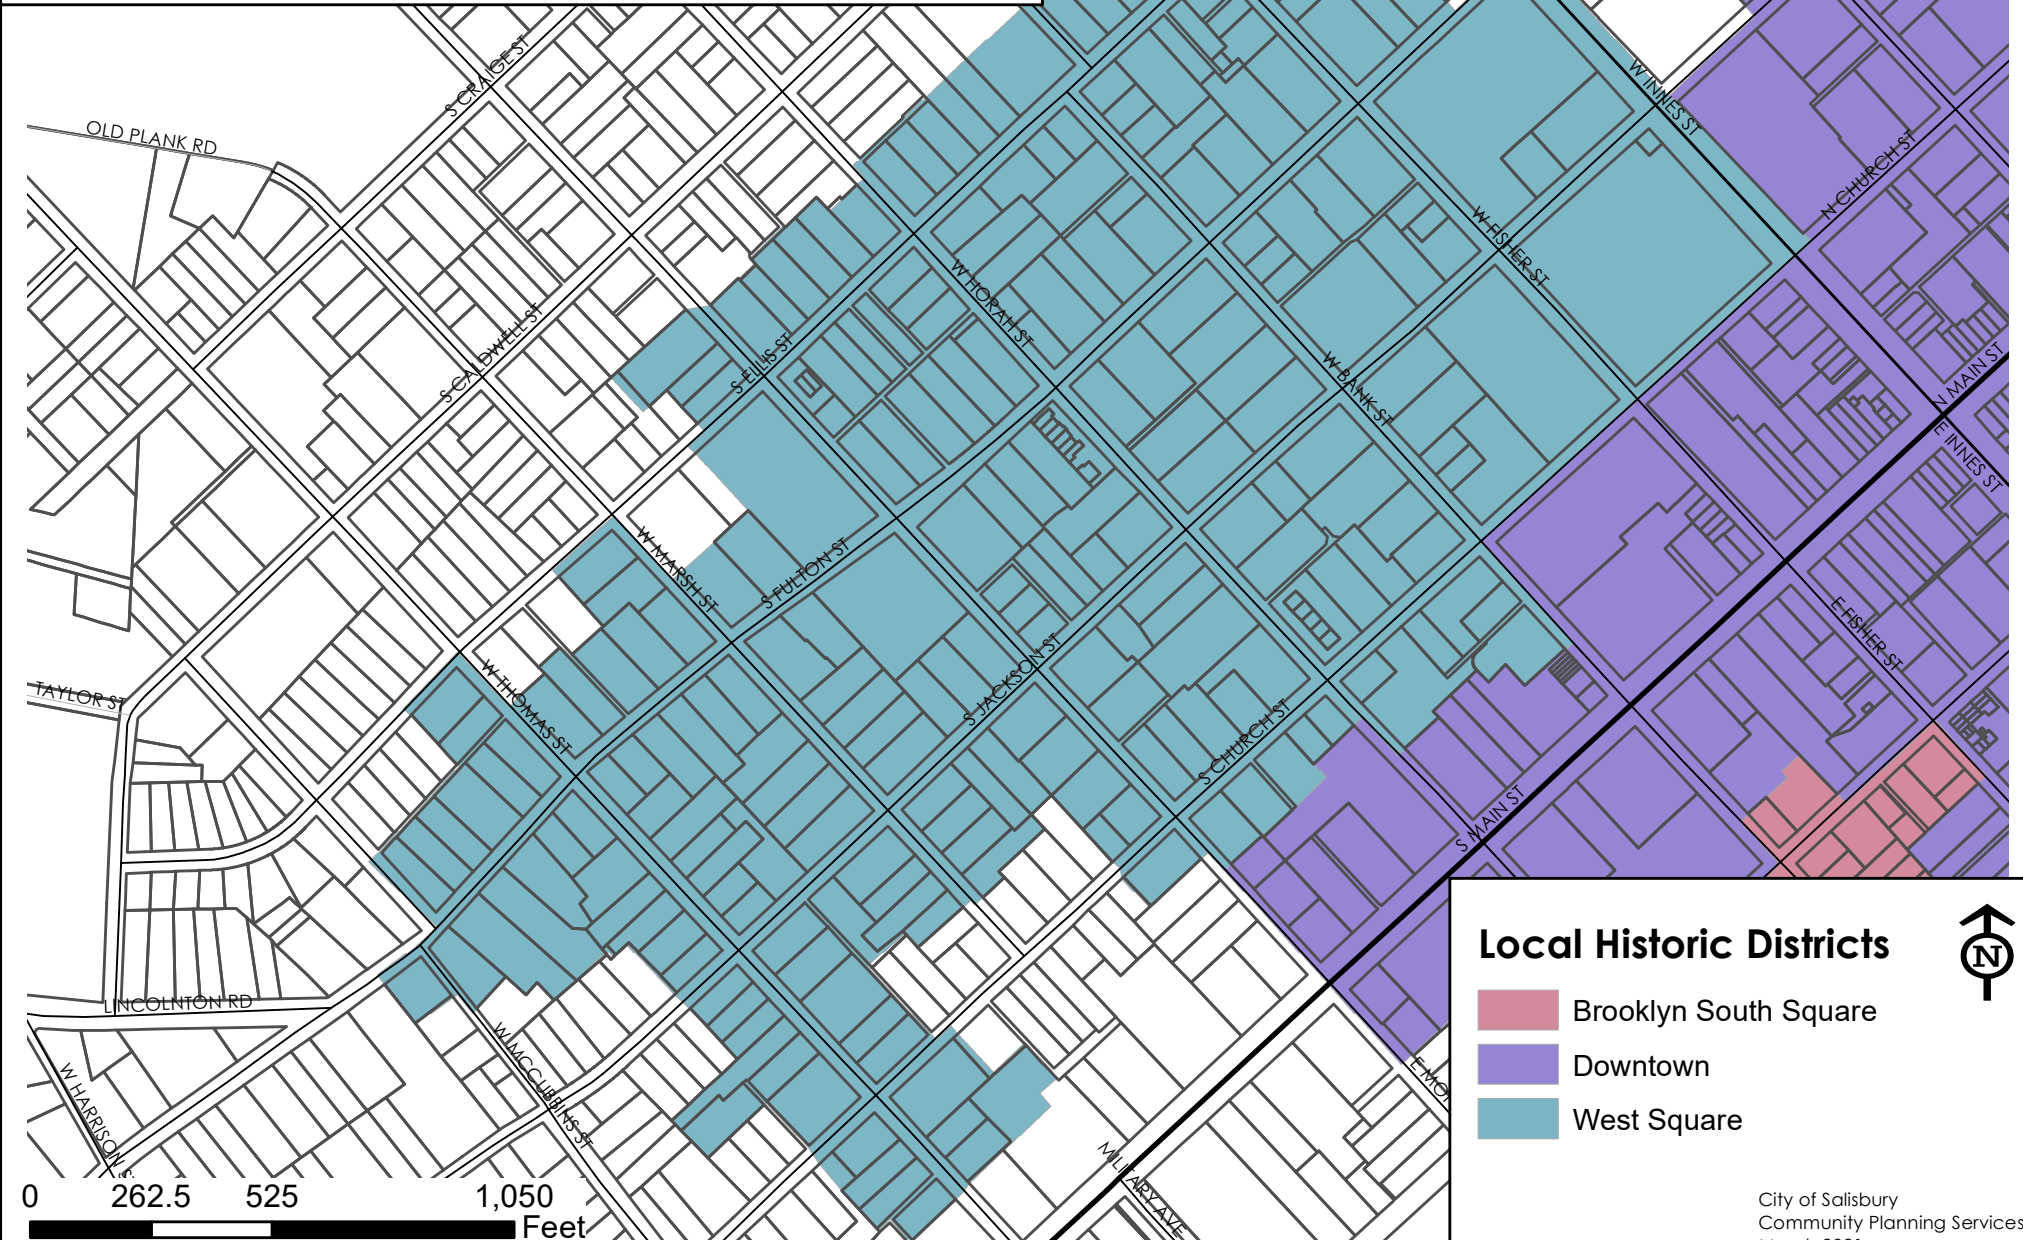 S CRAIGE ST
OLD PLANK RD
W INNES ST
N CHURCH ST
W FISHER ST
W HORAH ST
S CALDWELL ST
S ELLIS ST
W BANK ST
N MAIN ST
E INNES ST
W MARSH ST
S FULTON ST
E FISHER ST
S JACKSON ST
TAYLOR ST
W THOMAS ST
S CHURCH ST
S MAIN ST
LINCOLNTON RD
W MCCUBBINS ST
W HARRISON
MILITARY AVE
Local Historic Districts
N
Brooklyn South Square
Downtown
West Square
0 262.5 525 1,050
Feet
City of Salisbury
Community Planning Services